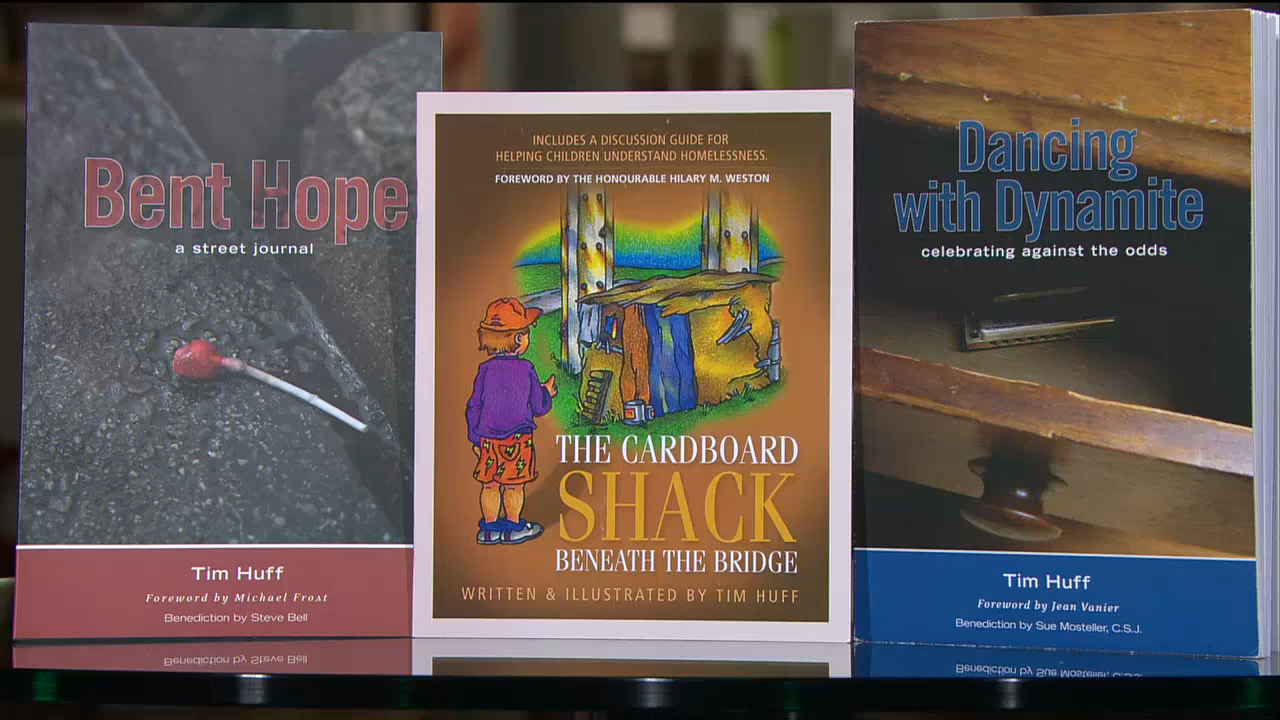 Bent Hope
a street journal
Tim Huff
Foreword by Michael Frost
Benediction by Steve Bell
INCLUDES A DISCUSSION GUIDE FOR
HELPING CHILDREN UNDERSTAND HOMELESSNESS.
FOREWORD BY THE HONOURABLE HILARY M. WESTON
THE CARDBOARD
SHACK
BENEATH THE BRIDGE
WRITTEN & ILLUSTRATED BY TIM HUFF
Dancing
with Dynamite
celebrating against the odds
Tim Huff
Foreword by Jean Vanier
Benediction by Sue Mosteller, C.S.J.